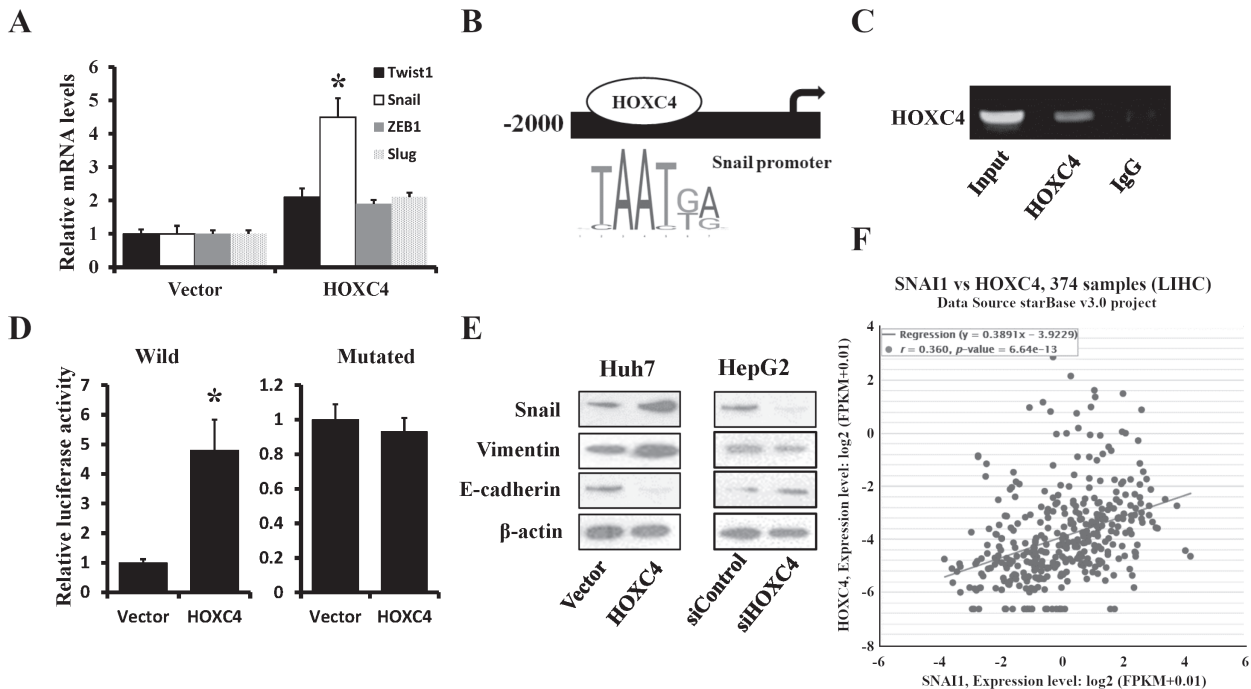 A
Relative mRNA levels
6
5
4
3
2
1
0
*
Twist1
Snail
ZEB1
Slug
Vector
HOXC4
B
HOXC4
-2000
Snail promoter
TAATGA
C
HOXC4
Input
HOXC4
IgG
D
Wild
Relative luciferase activity
7
6
5
4
3
2
1
0
*
Vector
HOXC4
Mutated
1.2
1
0.8
0.6
0.4
0.2
0
Vector
HOXC4
E
Huh7
HepG2
Snail
Vimentin
E-cadherin
β-actin
Vector
HOXC4
siControl
siHOXC4
F
SNAI1 vs HOXC4, 374 samples (LIHC)
Data Source starBase v3.0 project
Regression (y = 0.3891x - 3.9229)
r = 0.360, p-value = 6.64e-13
HOXC4, Expression level: log2 (FPKM+0.01)
4
2
0
-2
-4
-6
-8
-6
-4
-2
0
2
4
6
SNAI1, Expression level: log2 (FPKM+0.01)